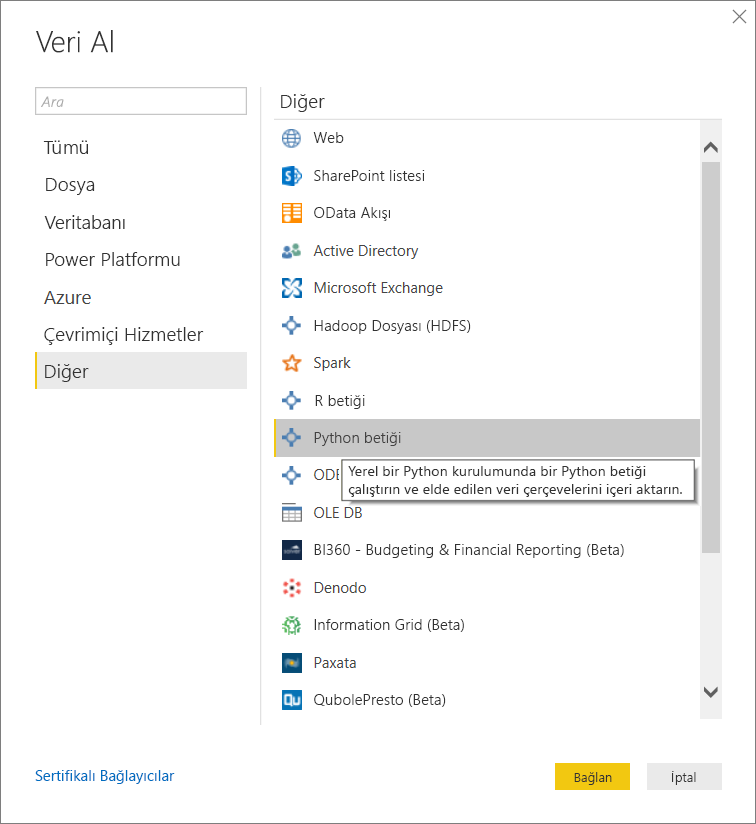 Veri Al
Ara
Tümü
Dosya
Veritabanı
Power Platformu
Azure
Çevrimiçi Hizmetler
Diğer
Diğer
Web
SharePoint listesi
OData Akışı
Active Directory
Microsoft Exchange
Hadoop Dosyası (HDFS)
Spark
R betiği
Python betiği
Yerel bir Python kurulumunda bir Python betiği
çalıştırın ve elde edilen veri çerçevelerini içeri aktarın.
OLE DB
BI360 - Budgeting & Financial Reporting (Beta)
Denodo
Information Grid (Beta)
Paxata
QubolePresto (Beta)
Sertifikalı Bağlayıcılar
Bağlan
İptal